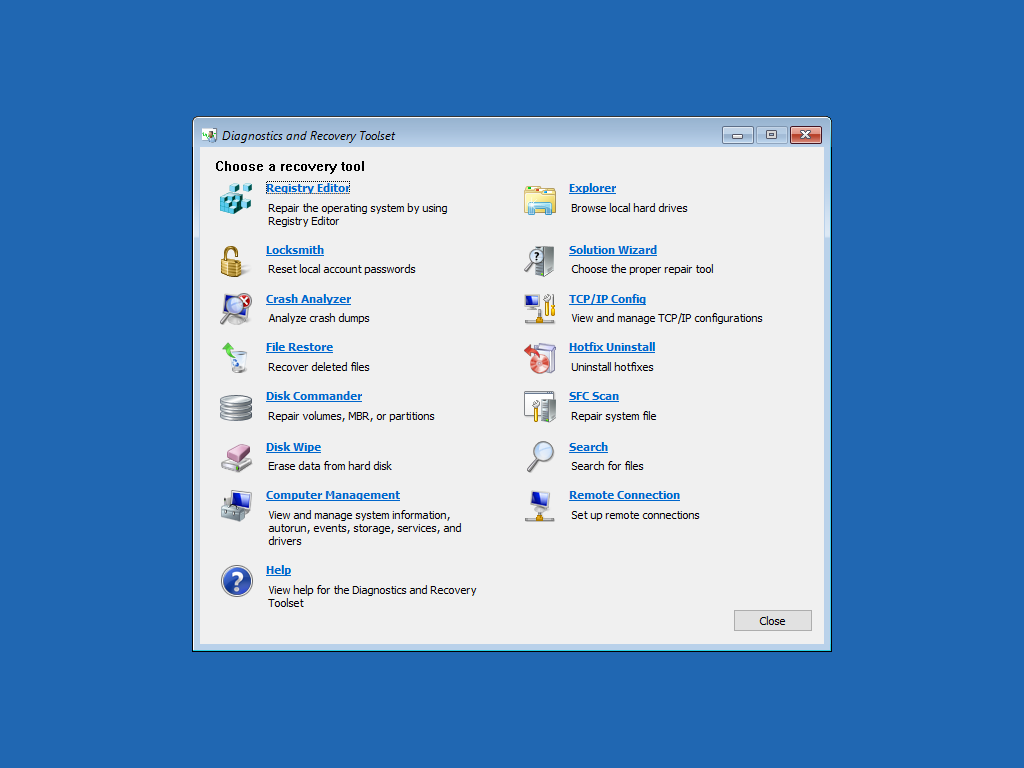 Diagnostics and Recovery Toolset
Choose a recovery tool
Registry Editor
Repair the operating system by using
Registry Editor
Locksmith
Reset local account passwords
Crash Analyzer
Analyze crash dumps
File Restore
Recover deleted files
Disk Commander
Repair volumes, MBR, or partitions
Disk Wipe
Erase data from hard disk
Computer Management
View and manage system information,
autorun, events, storage, services, and
drivers
Help
View help for the Diagnostics and Recovery
Toolset
Explorer
Browse local hard drives
Solution Wizard
Choose the proper repair tool
TCP/IP Config
View and manage TCP/IP configurations
Hotfix Uninstall
Uninstall hotfixes
SFC Scan
Repair system file
Search
Search for files
Remote Connection
Set up remote connections
Close